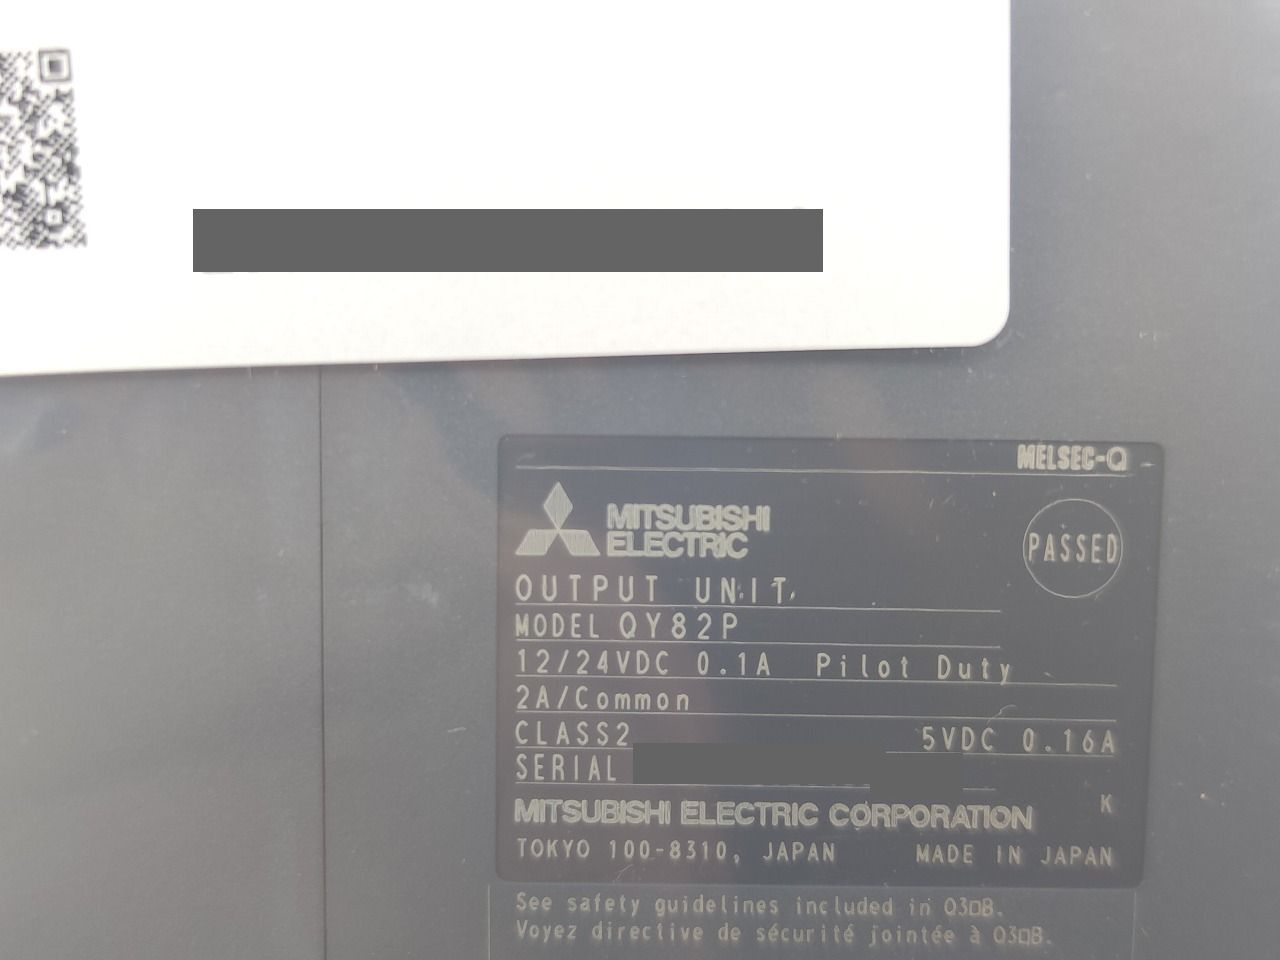 MELSEC-Q
MITSUBISHI
ELECTRIC
PASSED
OUTPUT UNIT
MODEL QY82P
12/24VDC 0.1A Pilot Duty
2A/Common
CLASS2 5VDC 0.16A
SERIAL
K
MITSUBISHI ELECTRIC CORPORATION
TOKYO 100-8310, JAPAN MADE IN JAPAN
See safety guidelines included in Q3□B.
Voyez directive de sécurité jointée à Q3□B.